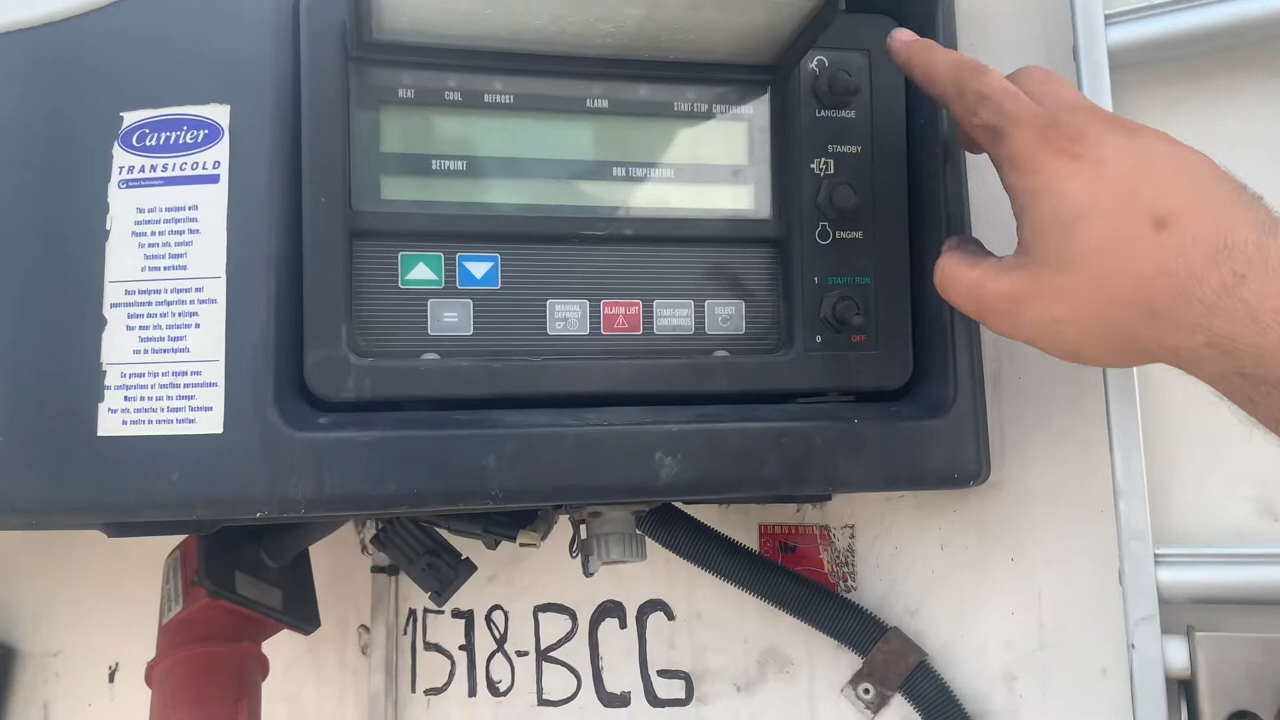 Carrier
TRANSICOLD
United Technologies
This unit is equipped with
customized configurations.
Please, do not change them.
For more info, contact
Technical Support
of home workshop.
Deze koelgroep is uitgerust met
gepersonaliseerde configuraties en functies.
Gelieve deze niet te wijzigen.
Voor meer info, contacteer de
Technische Support
van de thuiswerkplaats.
Ce groupe frigo est équipé avec
des configurations et fonctions personalisées.
Merci de ne pas les changer.
Pour info, contactez le Support Technique
du centre de service habituel.
HEAT COOL DEFROST ALARM START-STOP CONTINUOUS
SETPOINT BOX TEMPERATURE
=
MANUAL
DEFROST
ALARM LIST
START-STOP/
CONTINUOUS
SELECT
LANGUAGE
STANDBY
ENGINE
1 START/RUN
0 OFF
1578-BCG